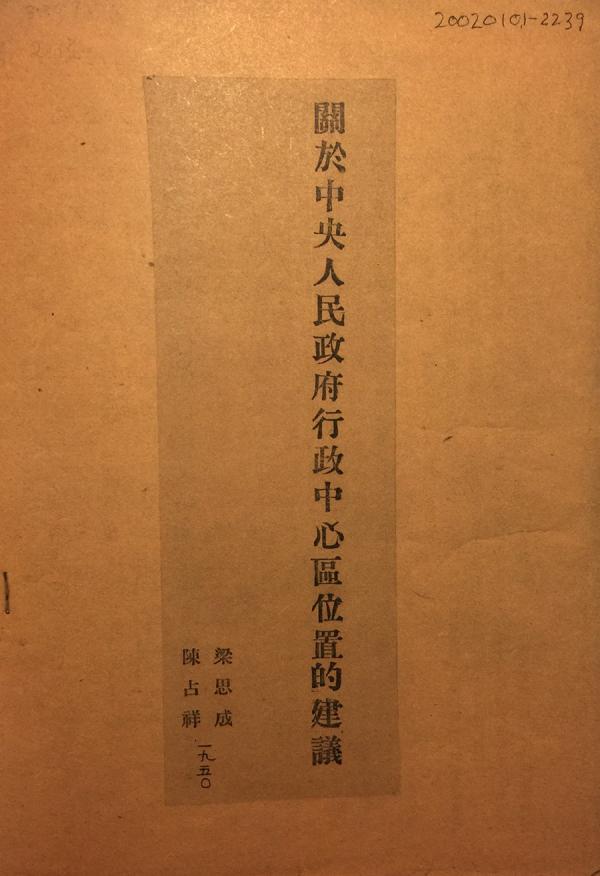 20020101-2239
關於中央人民政府行政中心區位置的建議
梁思成
陳占祥
一九五〇